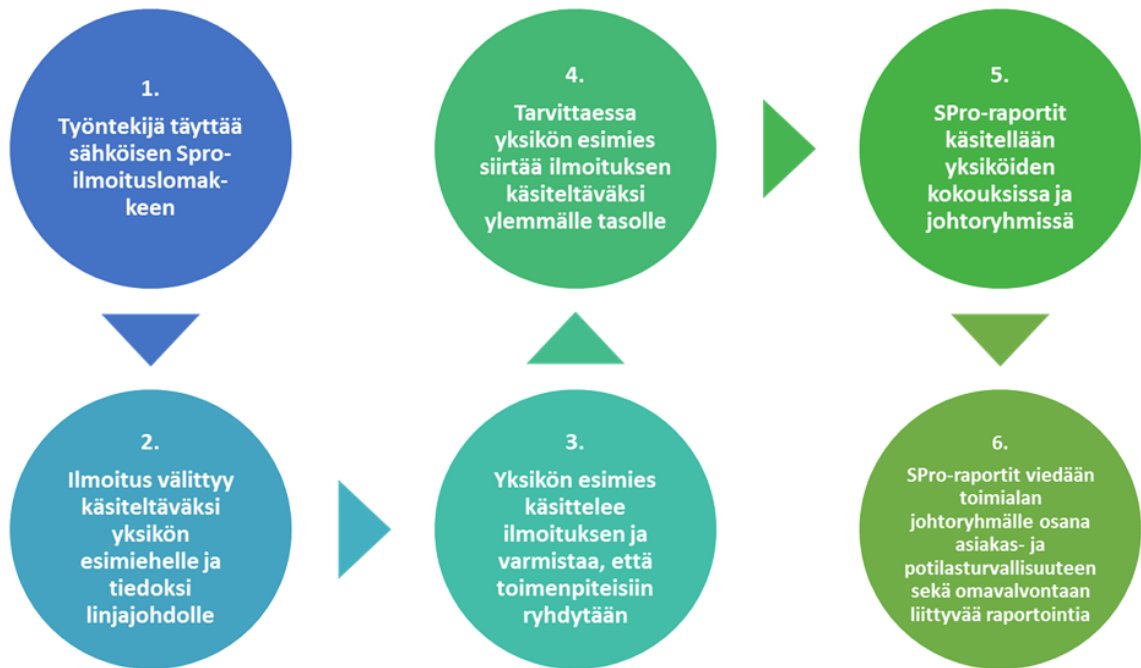 1.
Työntekijä täyttää
sähköisen Spro-
ilmoituslomak-
keen
2.
Ilmoitus välittyy
käsiteltäväksi
yksikön
esimiehelle ja
tiedoksi
linjajohdolle
3.
Yksikön esimies
käsittelee
ilmoituksen ja
varmistaa, että
toimenpiteisiin
ryhdytään
4.
Tarvittaessa
yksikön esimies
siirtää ilmoituksen
käsiteltäväksi
ylemmälle tasolle
5.
SPro-raportit
käsitellään
yksiköiden
kokouksissa ja
johtoryhmissä
6.
SPro-raportit viedään
toimialan
johtoryhmälle osana
asiakas- ja
potilasturvallisuuteen
sekä omavalvontaan
liittyvää raportointia